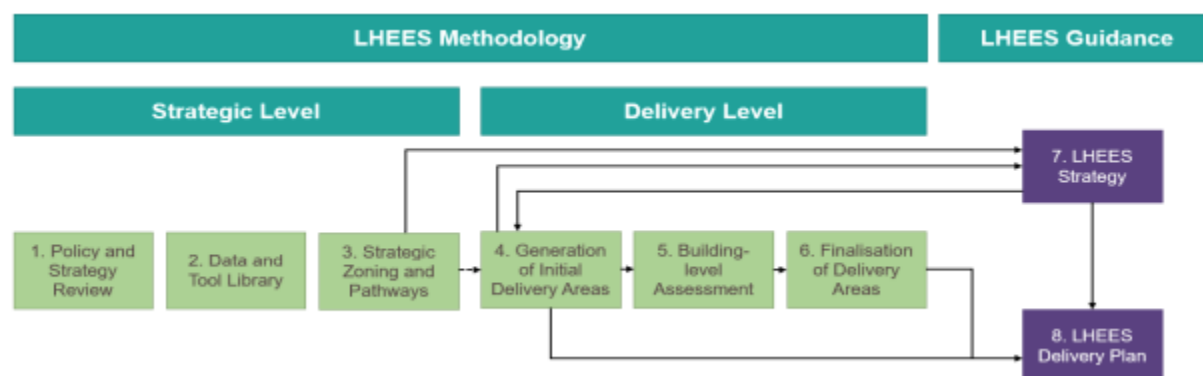 LHEES Methodology
LHEES Guidance
Strategic Level
Delivery Level
7. LHEES
Strategy
1. Policy and
Strategy
Review
2. Data and
Tool Library
3. Strategic
Zoning and
Pathways
4. Generation
of Initial
Delivery Areas
5. Building-
level
Assessment
6. Finalisation
of Delivery
Areas
8. LHEES
Delivery Plan